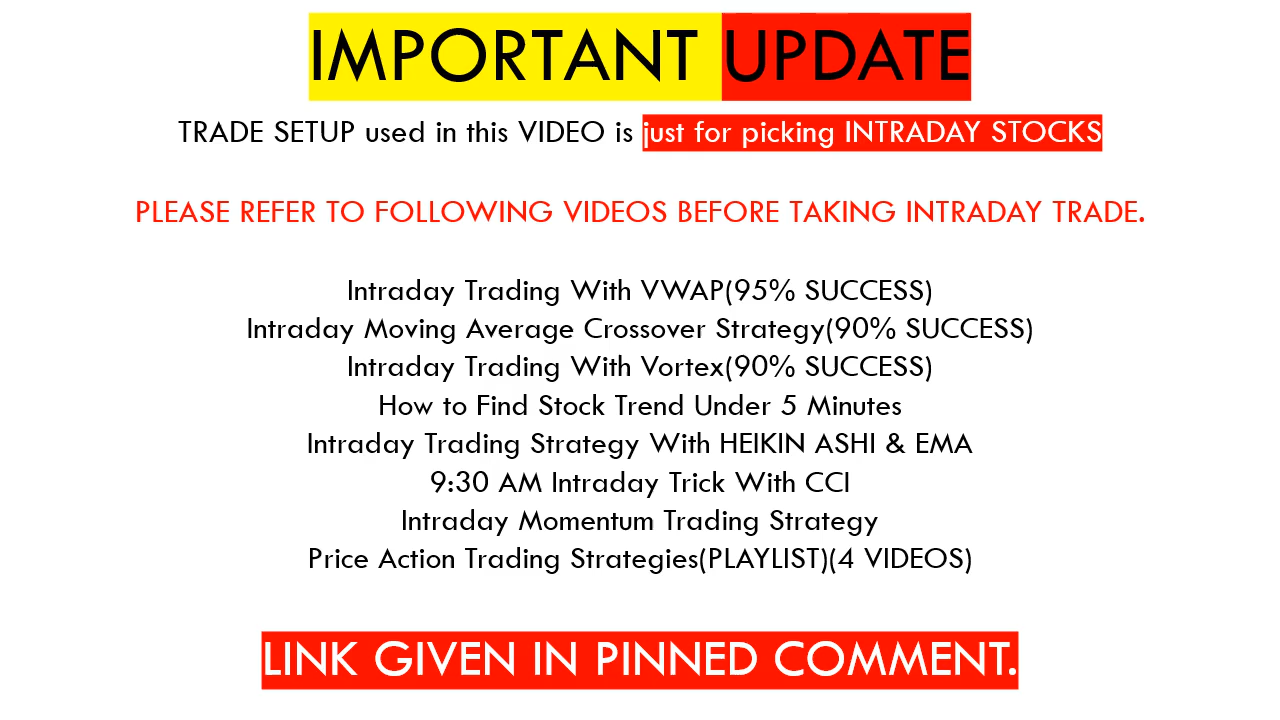 IMPORTANT UPDATE
TRADE SETUP used in this VIDEO is just for picking INTRADAY STOCKS
PLEASE REFER TO FOLLOWING VIDEOS BEFORE TAKING INTRADAY TRADE.
Intraday Trading With VWAP(95% SUCCESS)
Intraday Moving Average Crossover Strategy(90% SUCCESS)
Intraday Trading With Vortex(90% SUCCESS)
How to Find Stock Trend Under 5 Minutes
Intraday Trading Strategy With HEIKIN ASHI & EMA
9:30 AM Intraday Trick With CCI
Intraday Momentum Trading Strategy
Price Action Trading Strategies(PLAYLIST)(4 VIDEOS)
LINK GIVEN IN PINNED COMMENT.